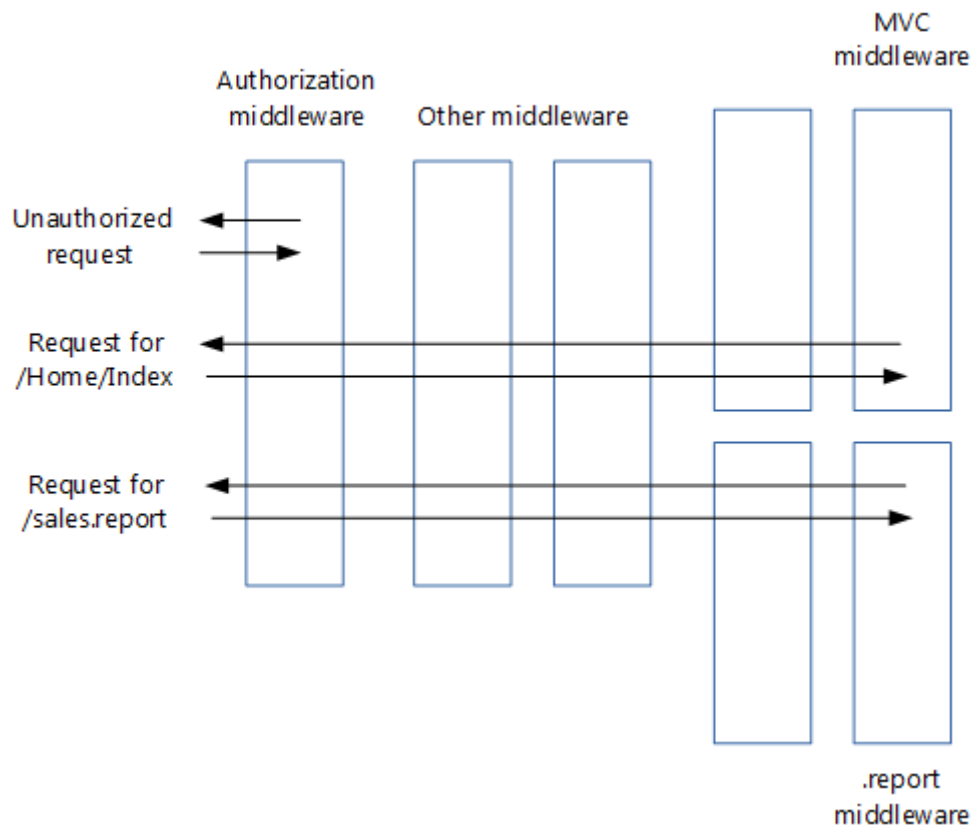 MVC
middleware
Authorization
middleware
Other middleware
Unauthorized
request
Request for
/Home/Index
Request for
/sales.report
.report
middleware